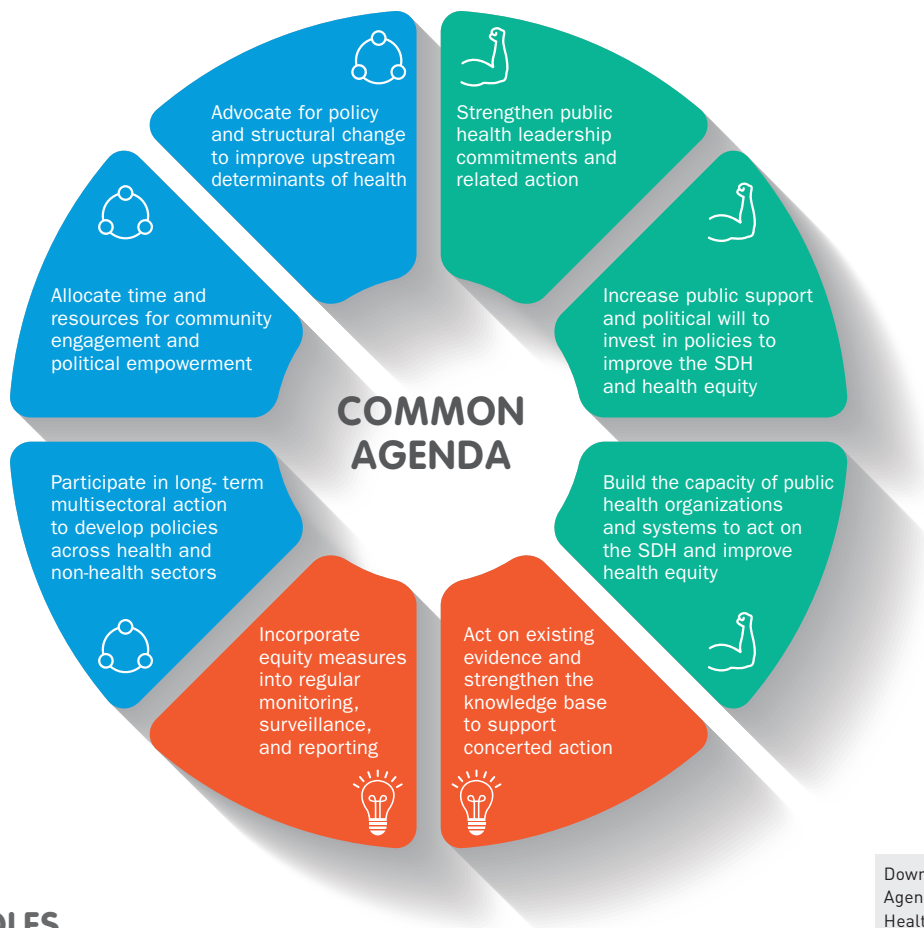 Advocate for policy
and structural change
to improve upstream
determinants of health
Strengthen public
health leadership
commitments and
related action
Allocate time and
resources for community
engagement and
political empowerment
Increase public support
and political will to
invest in policies to
improve the SDH
and health equity
COMMON
AGENDA
Participate in long- term
multisectoral action
to develop policies
across health and
non-health sectors
Build the capacity of public
health organizations
and systems to act on
the SDH and improve
health equity
Incorporate
equity measures
into regular
monitoring,
surveillance,
and reporting
Act on existing
evidence and
strengthen the
knowledge base
to support
concerted action
Down
Agen
Healt